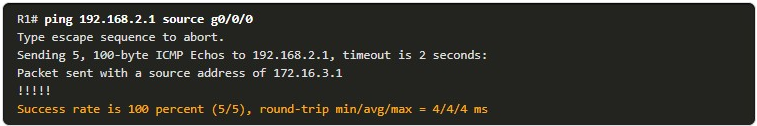 R1# ping 192.168.2.1 source g0/0/0
Type escape sequence to abort.
Sending 5, 100-byte ICMP Echos to 192.168.2.1, timeout is 2 seconds:
Packet sent with a source address of 172.16.3.1
!!!!!
Success rate is 100 percent (5/5), round-trip min/avg/max = 4/4/4 ms